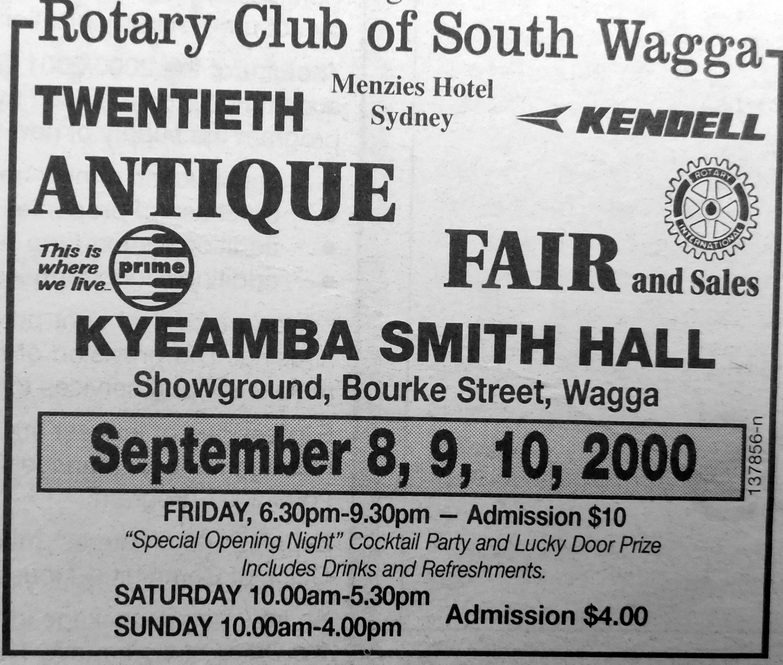 Rotary Club of South Wagga
Menzies Hotel
Sydney
TWENTIETH
KENDELL
ANTIQUE
ROTARY
INTERNATIONAL
This is
where
we live..
prime
FAIR and Sales
KYEAMBA SMITH HALL
Showground, Bourke Street, Wagga
September 8, 9, 10, 2000
137856-n
FRIDAY, 6.30pm-9.30pm — Admission $10
“Special Opening Night” Cocktail Party and Lucky Door Prize
Includes Drinks and Refreshments.
SATURDAY 10.00am-5.30pm
SUNDAY 10.00am-4.00pm
Admission $4.00